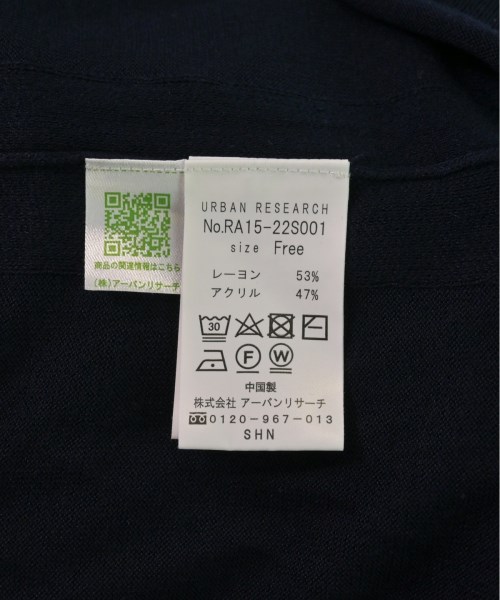 商品の関連情報はこちら
(株)アーバンリサーチ
URBAN RESEARCH
No.RA15-22S001
size Free
レーヨン 53%
アクリル 47%
30
F W
中国製
株式会社 アーバンリサーチ
0120-967-013
SHN